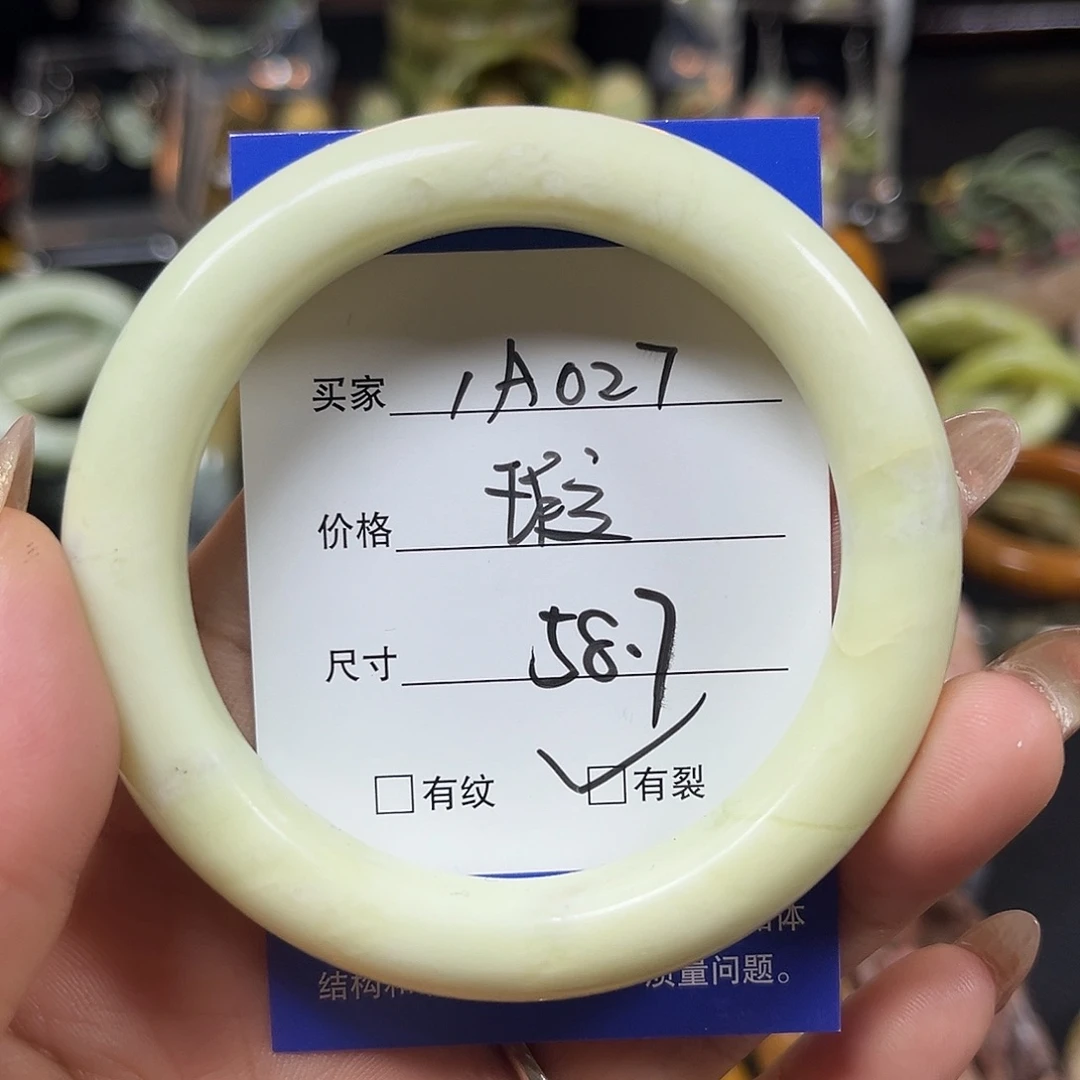 买家 1A027
价格
尺寸 58.7
□有纹 ☑有裂
体
结构和
质量问题。